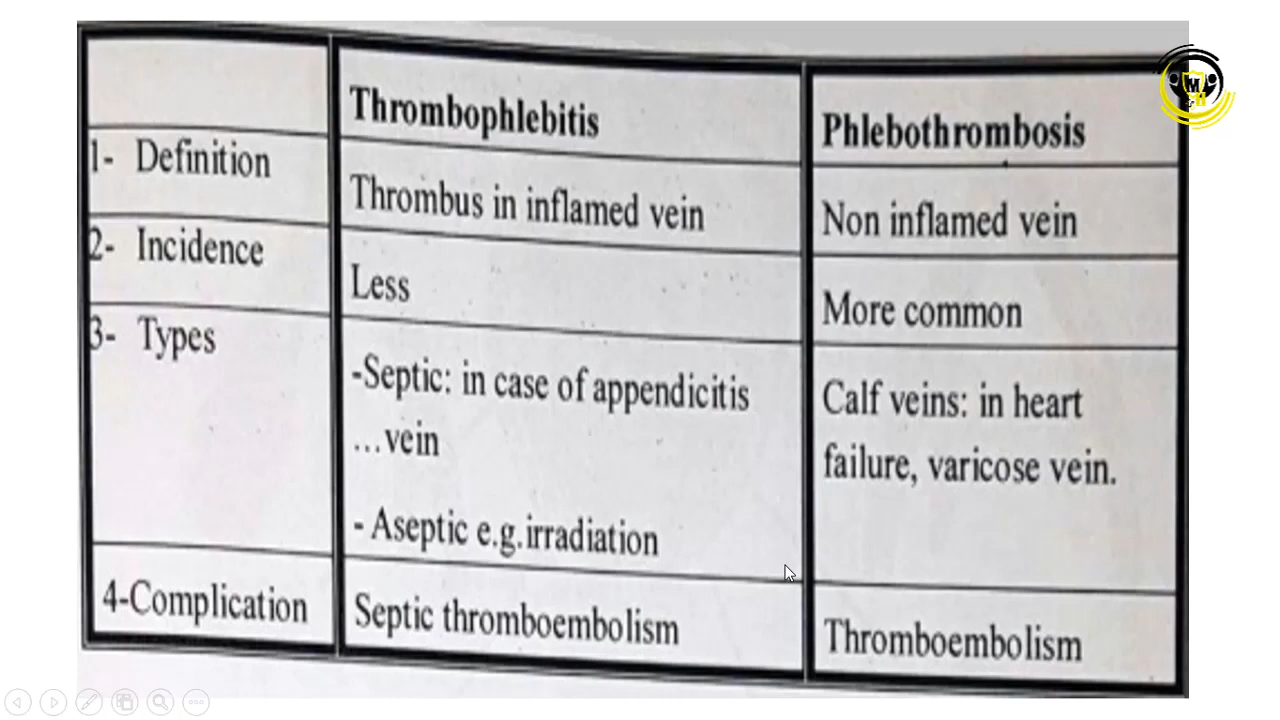 Thrombophlebitis
Phlebothrombosis
1- Definition
Thrombus in inflamed vein
Non inflamed vein
2- Incidence
Less
More common
3- Types
-Septic: in case of appendicitis
...vein
- Aseptic e.g.irradiation
Calf veins: in heart
failure, varicose vein.
4-Complication
Septic thromboembolism
Thromboembolism